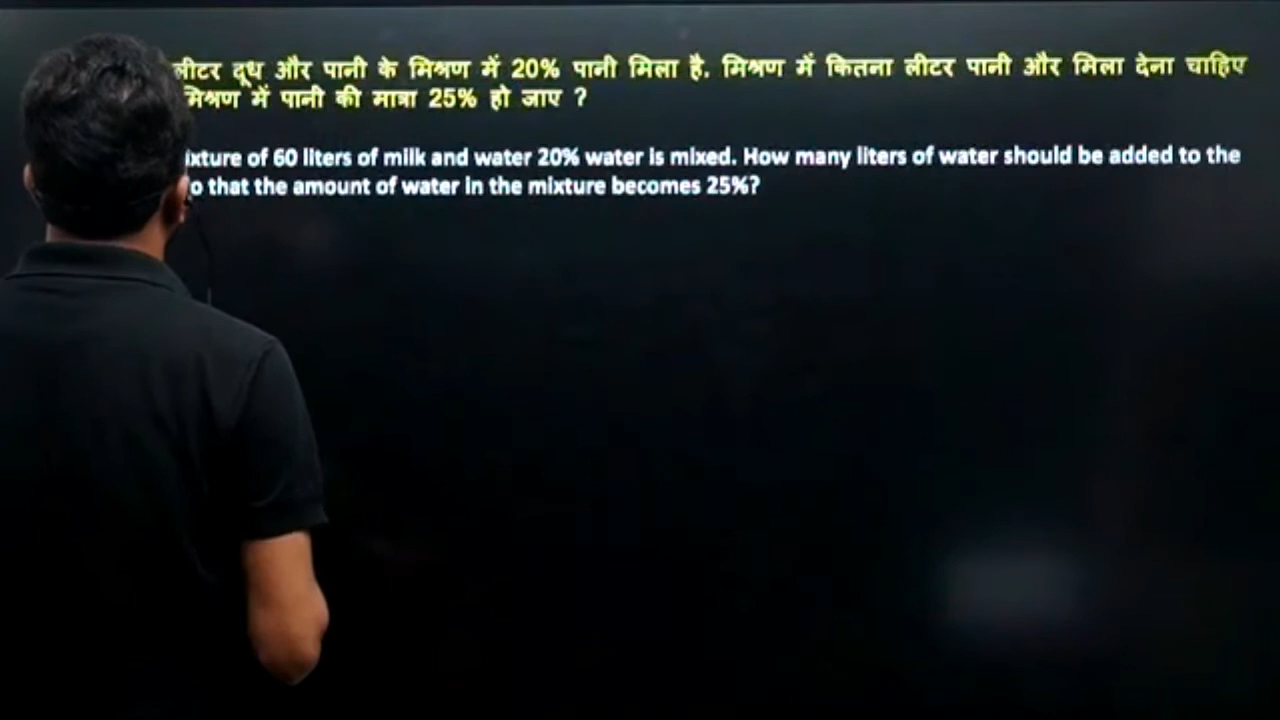 लीटर दूध और पानी के मिश्रण में 20% पानी मिला है. मिश्रण में कितना लीटर पानी और मिला देना चाहिए
मिश्रण में पानी की मात्रा 25% हो जाए ?
ixture of 60 liters of milk and water 20% water is mixed. How many liters of water should be added to the
o that the amount of water in the mixture becomes 25%?